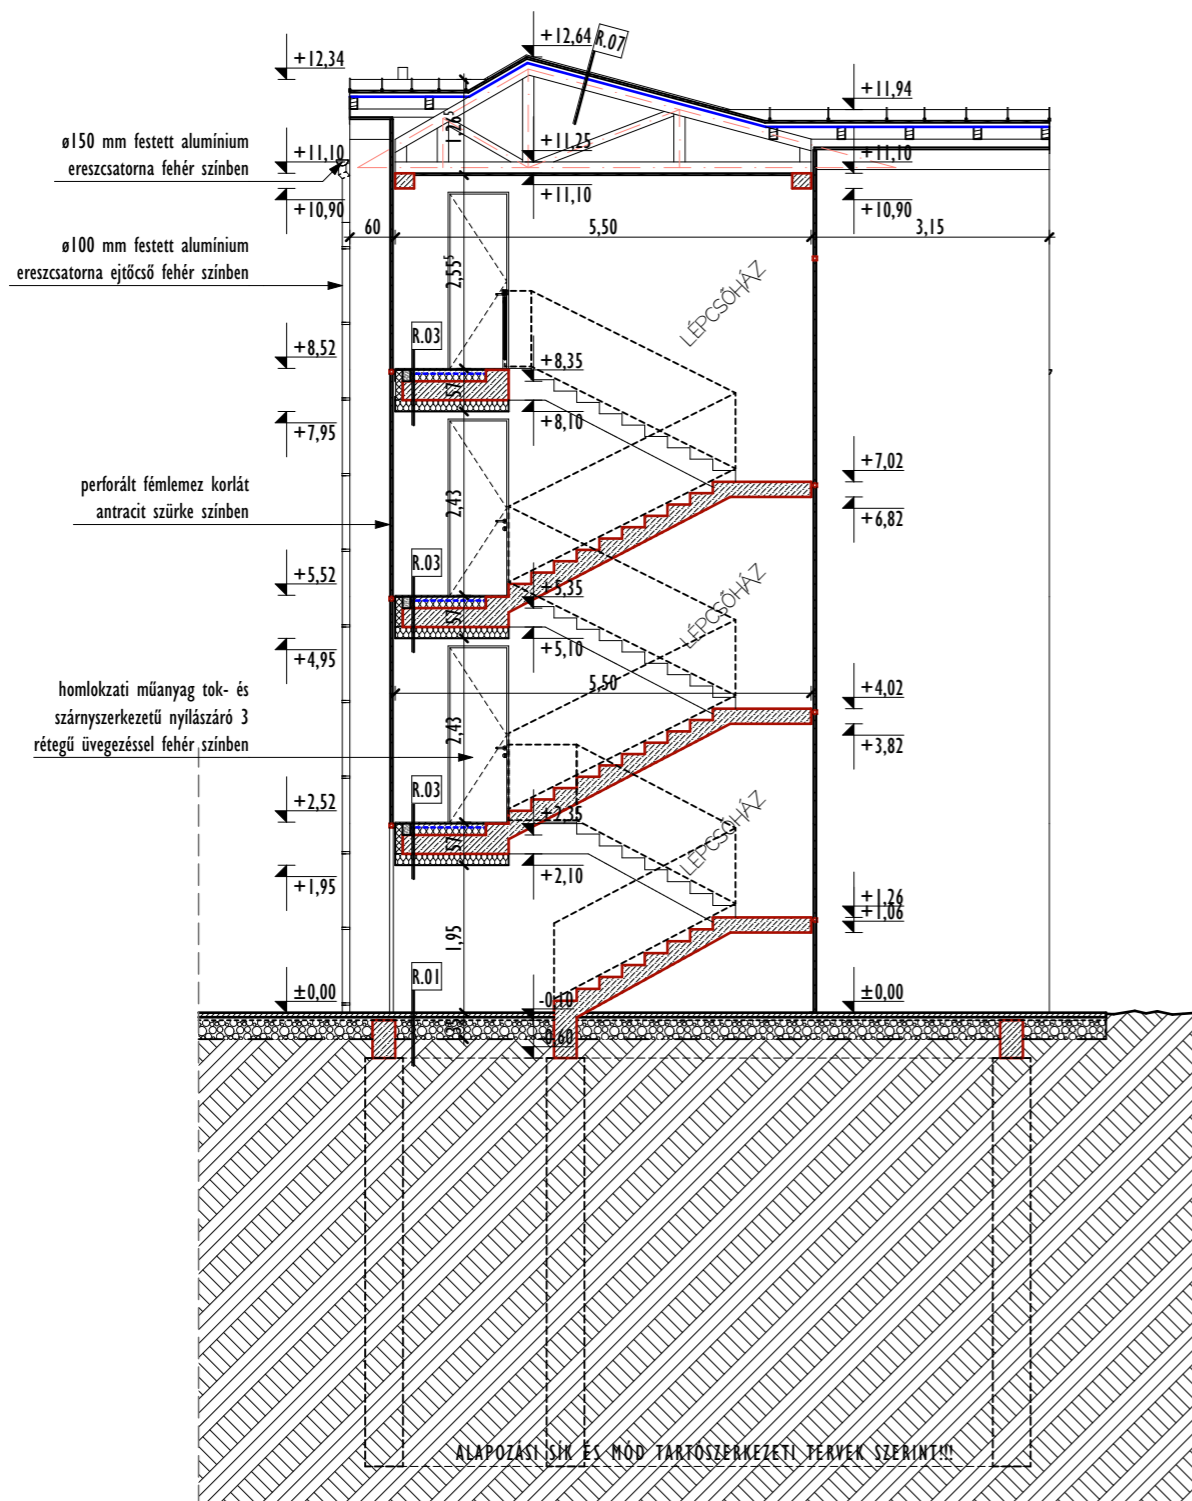 +12,64
R.07
+12,34
+11,94
1,26⁵
ø150 mm festett alumínium
ereszcsatorna fehér színben
+11,10
+11,25
+11,10
+10,90
+11,10
+10,90
60
5,50
3,15
ø100 mm festett alumínium
ereszcsatorna ejtőcső fehér színben
2,55⁵
LÉPCSŐHÁZ
R.03
+8,52
+8,35
57
+8,10
+7,95
+7,02
perforált fémlemez korlát
antracit szürke színben
2,43
+6,82
R.03
+5,52
+5,35
LÉPCSŐHÁZ
57
+5,10
+4,95
5,50
homlokzati műanyag tok- és
szárnyszerkezetű nyílászáró 3
rétegű üvegezéssel fehér színben
2,43
+4,02
+3,82
R.03
+2,52
+2,35
LÉPCSŐHÁZ
57
+2,10
+1,95
+1,26
+1,06
1,95
R.01
±0,00
-0,10
±0,00
35
-0,60
ALAPOZÁSI SÍK ÉS MÓD TARTÓSZERKEZETI TERVEK SZERINT!!!